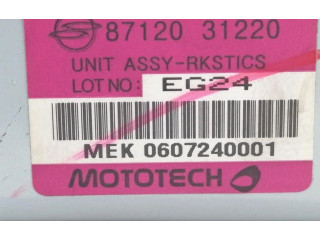 87120 31220
UNIT ASSY-RKSTICS
LOT NO: EG24
MEK 0607240001
MOTOTECH